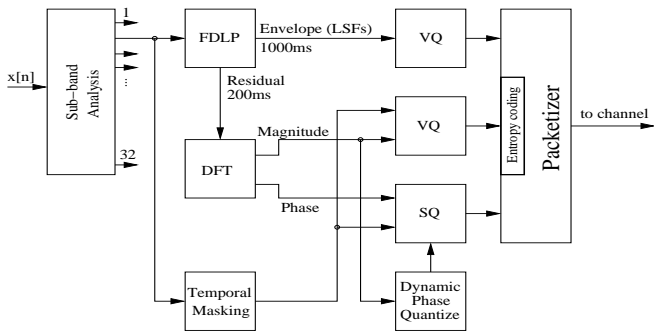 x[n]
Sub-band
Analysis
1
...
32
FDLP
Envelope (LSFs)
1000ms
Residual
200ms
DFT
Magnitude
Phase
Temporal
Masking
VQ
VQ
SQ
Dynamic
Phase
Quantize
Entropy coding
Packetizer
to channel